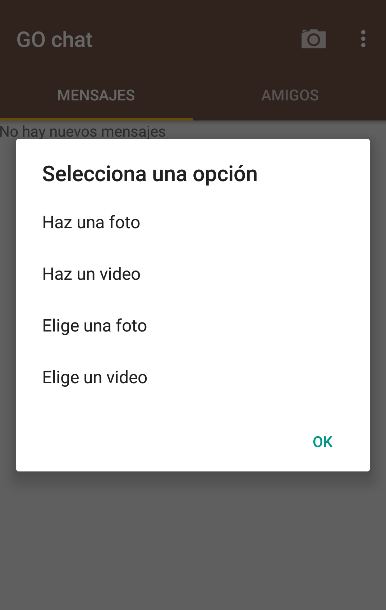 GO chat
MENSAJES AMIGOS
No hay nuevos mensajes
Selecciona una opción
Haz una foto
Haz un video
Elige una foto
Elige un video
OK